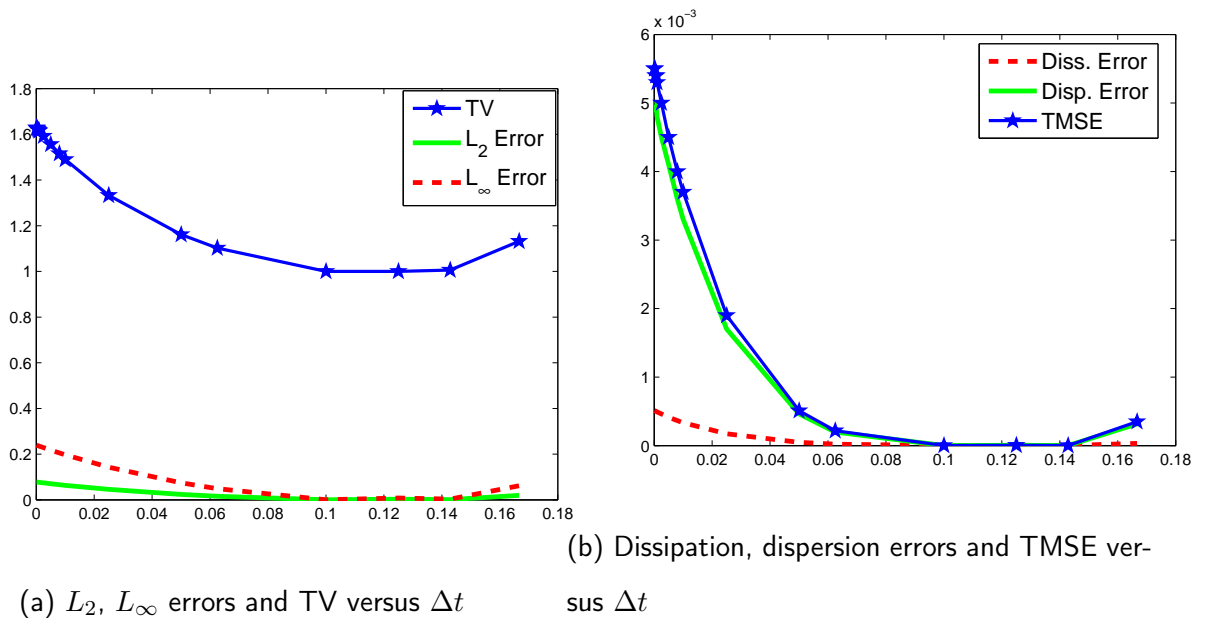 1.8
1.6
1.4
1.2
1
0.8
0.6
0.4
0.2
0
0 0.02 0.04 0.06 0.08 0.1 0.12 0.14 0.16 0.18
TV
L₂ Error
L∞ Error
(a) L₂, L∞ errors and TV versus Δt
x 10⁻³
6
5
4
3
2
1
0
0 0.02 0.04 0.06 0.08 0.1 0.12 0.14 0.16 0.18
Diss. Error
Disp. Error
TMSE
(b) Dissipation, dispersion errors and TMSE ver-
sus Δt